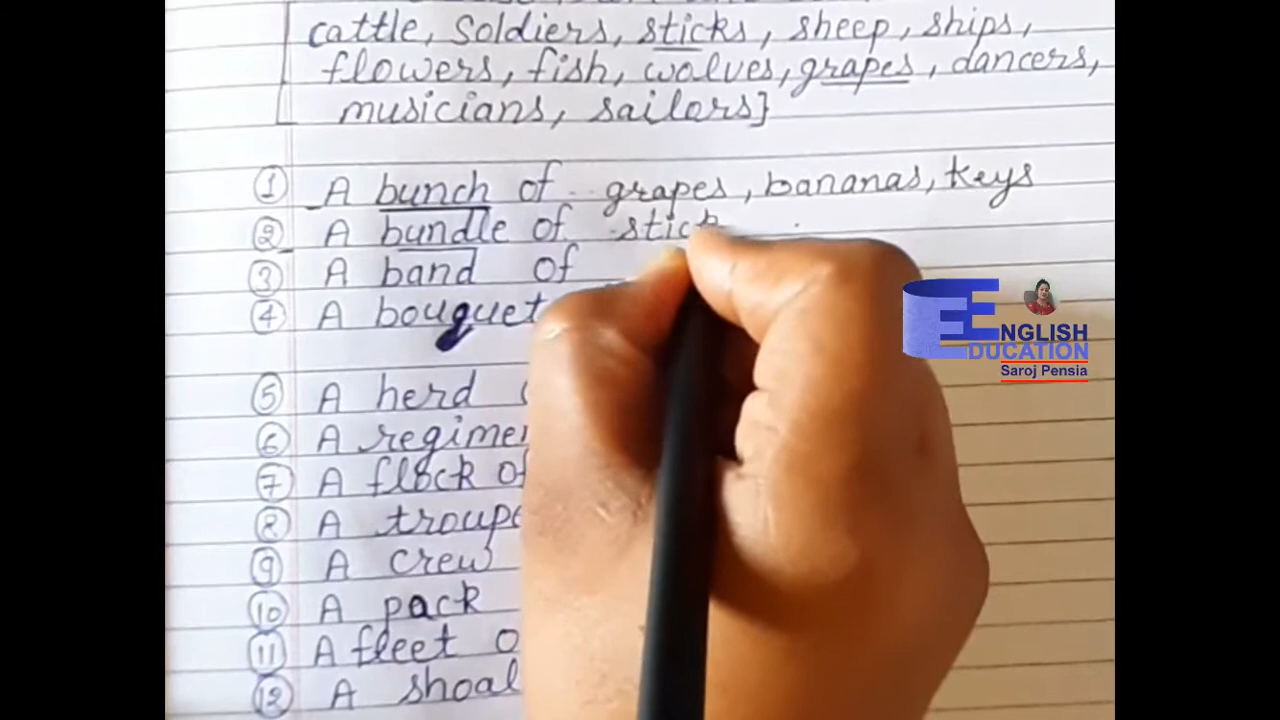 cattle, soldiers, sticks, sheep, ships,
flowers, fish, wolves, grapes, dancers,
musicians, sailors}
① A bunch of grapes, bananas, keys
② A bundle of stick
③ A band of
④ A bouquet
⑤ A herd
⑥ A regimen
⑦ A flock of
⑧ A troupe
⑨ A crew
⑩ A pack
⑪ A fleet o
⑫ A shoal
ENGLISH
EDUCATION
Saroj Pensia